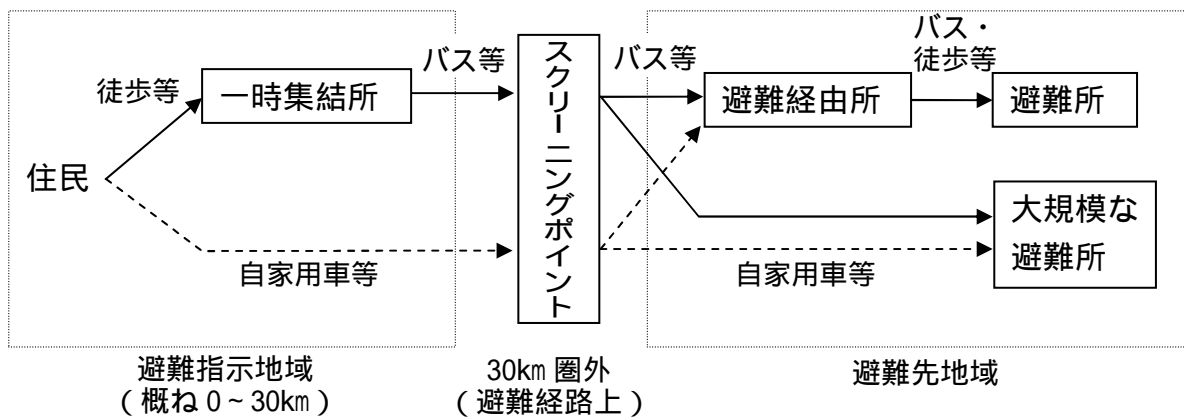 徒歩等
一時集結所
バス等
住民
自家用車等
スクリーニングポイント
バス等
避難経由所
バス・
徒歩等
避難所
大規模な
避難所
自家用車等
避難指示地域
(概ね0~30㎞)
30㎞圏外
(避難経路上)
避難先地域